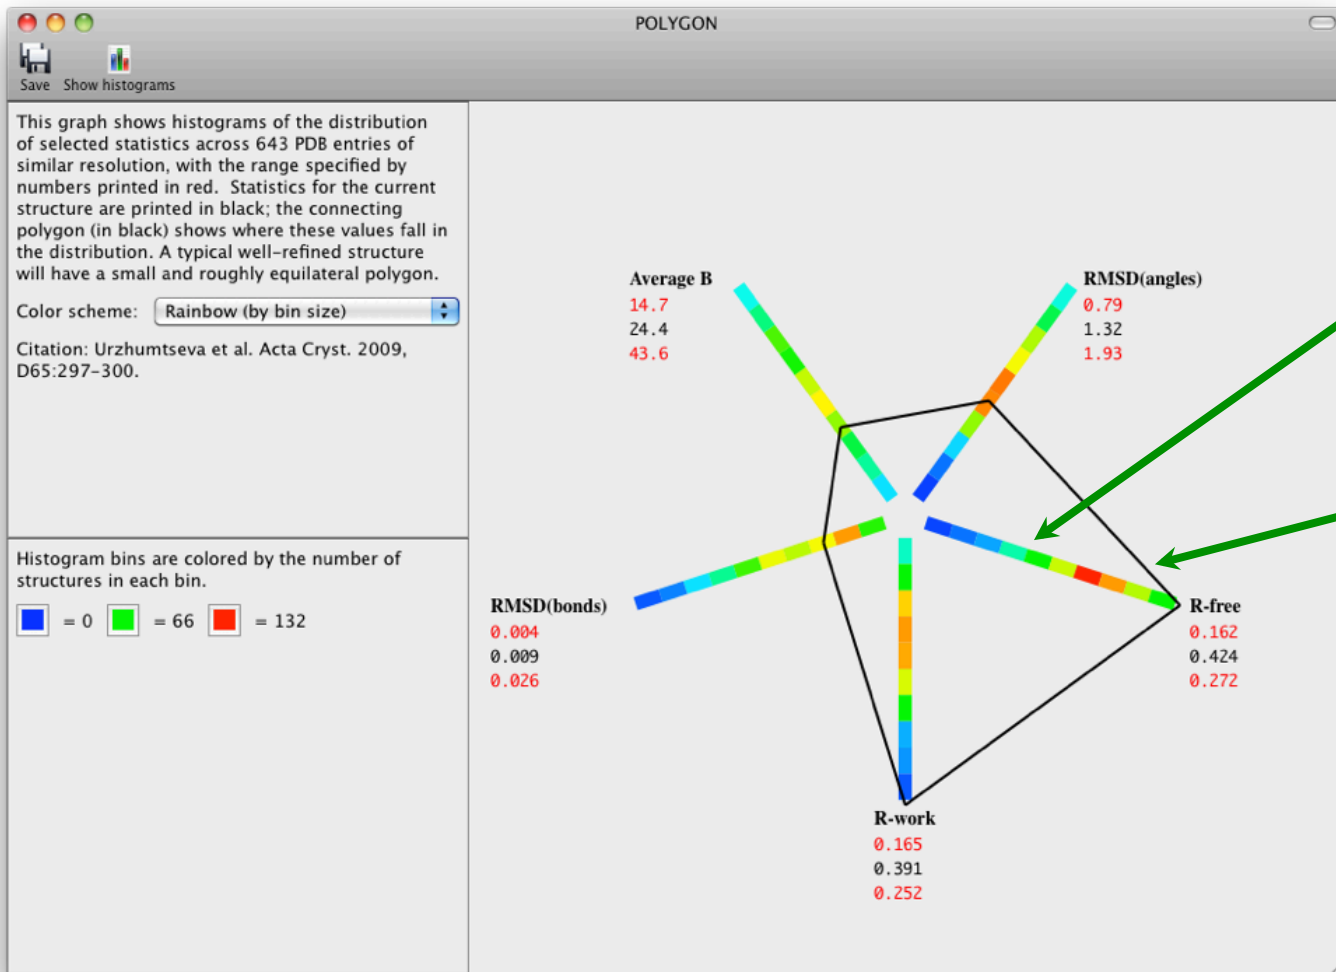 POLYGON
Save Show histograms
This graph shows histograms of the distribution
of selected statistics across 643 PDB entries of
similar resolution, with the range specified by
numbers printed in red. Statistics for the current
structure are printed in black; the connecting
polygon (in black) shows where these values fall in
the distribution. A typical well-refined structure
will have a small and roughly equilateral polygon.
Color scheme: Rainbow (by bin size)
Citation: Urzhumtseva et al. Acta Cryst. 2009,
D65:297-300.
Histogram bins are colored by the number of
structures in each bin.
= 0 = 66 = 132
Average B
14.7
24.4
43.6
RMSD(angles)
0.79
1.32
1.93
RMSD(bonds)
0.004
0.009
0.026
R-free
0.162
0.424
0.272
R-work
0.165
0.391
0.252